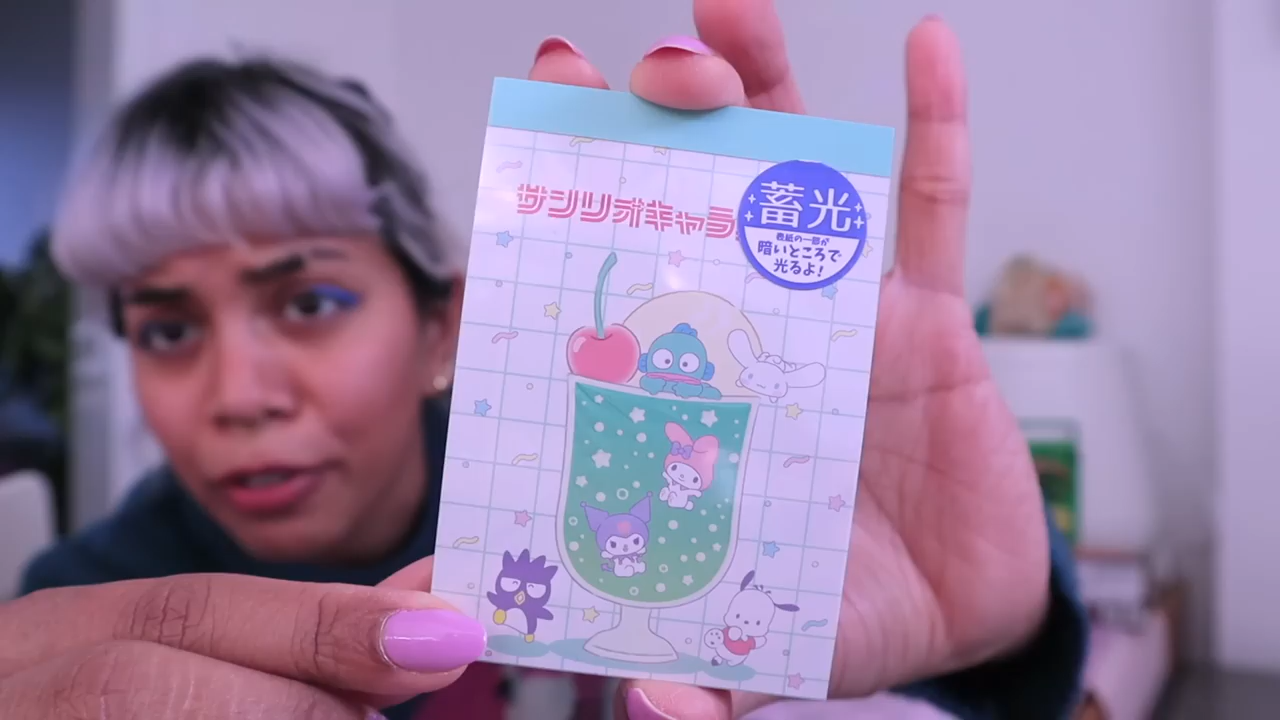 サンリオキャラ
蓄光
表紙の一部が
暗いところで
光るよ!